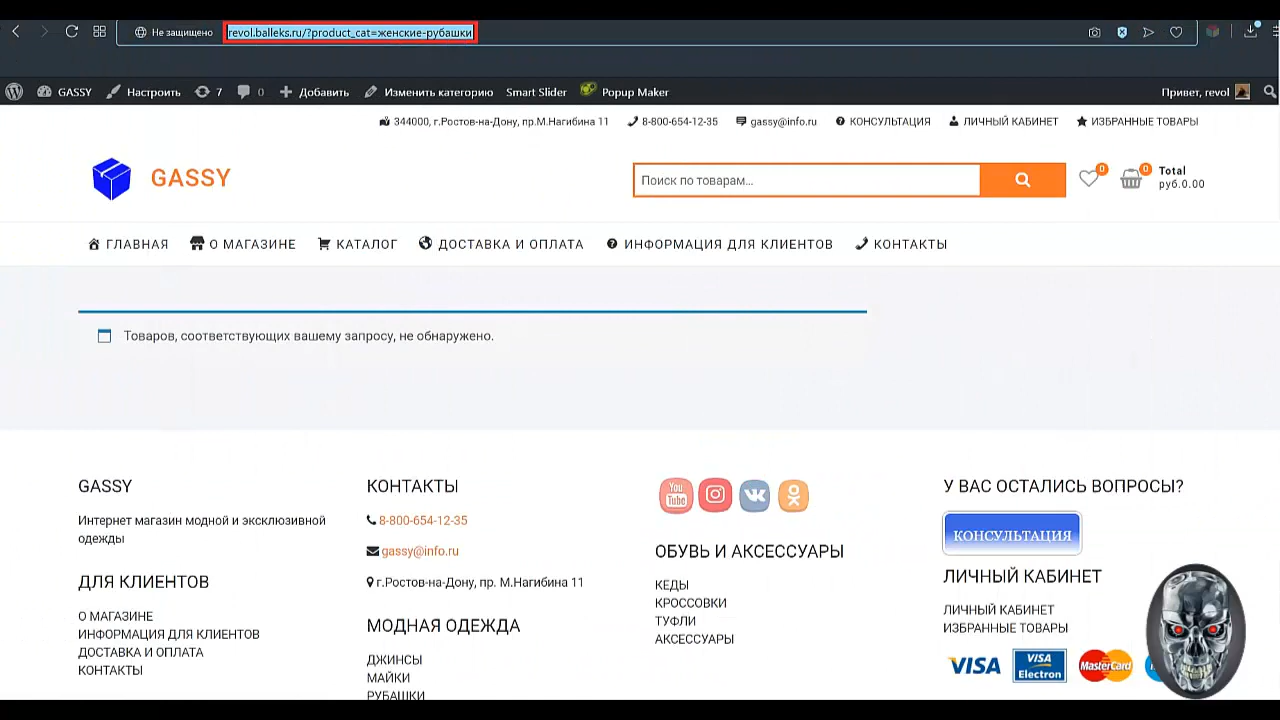 Не защищено revol.balleks.ru/?product_cat=женские-рубашки
GASSY Настроить 7 0 Добавить Изменить категорию Smart Slider Popup Maker Привет, revol
344000, г.Ростов-на-Дону, пр.М.Нагибина 11 8-800-654-12-35 gassy@info.ru КОНСУЛЬТАЦИЯ ЛИЧНЫЙ КАБИНЕТ ИЗБРАННЫЕ ТОВАРЫ
GASSY
Поиск по товарам...
0
0
Total
руб.0.00
ГЛАВНАЯ О МАГАЗИНЕ КАТАЛОГ ДОСТАВКА И ОПЛАТА ИНФОРМАЦИЯ ДЛЯ КЛИЕНТОВ КОНТАКТЫ
Товаров, соответствующих вашему запросу, не обнаружено.
GASSY
Интернет магазин модной и эксклюзивной
одежды
ДЛЯ КЛИЕНТОВ
О МАГАЗИНЕ
ИНФОРМАЦИЯ ДЛЯ КЛИЕНТОВ
ДОСТАВКА И ОПЛАТА
КОНТАКТЫ
КОНТАКТЫ
8-800-654-12-35
gassy@info.ru
г.Ростов-на-Дону, пр. М.Нагибина 11
МОДНАЯ ОДЕЖДА
ДЖИНСЫ
МАЙКИ
РУБАШКИ
You
Tube
ОБУВЬ И АКСЕССУАРЫ
КЕДЫ
КРОССОВКИ
ТУФЛИ
АКСЕССУАРЫ
У ВАС ОСТАЛИСЬ ВОПРОСЫ?
КОНСУЛЬТАЦИЯ
ЛИЧНЫЙ КАБИНЕТ
ЛИЧНЫЙ КАБИНЕТ
ИЗБРАННЫЕ ТОВАРЫ
VISA
VISA
Electron
MasterCard